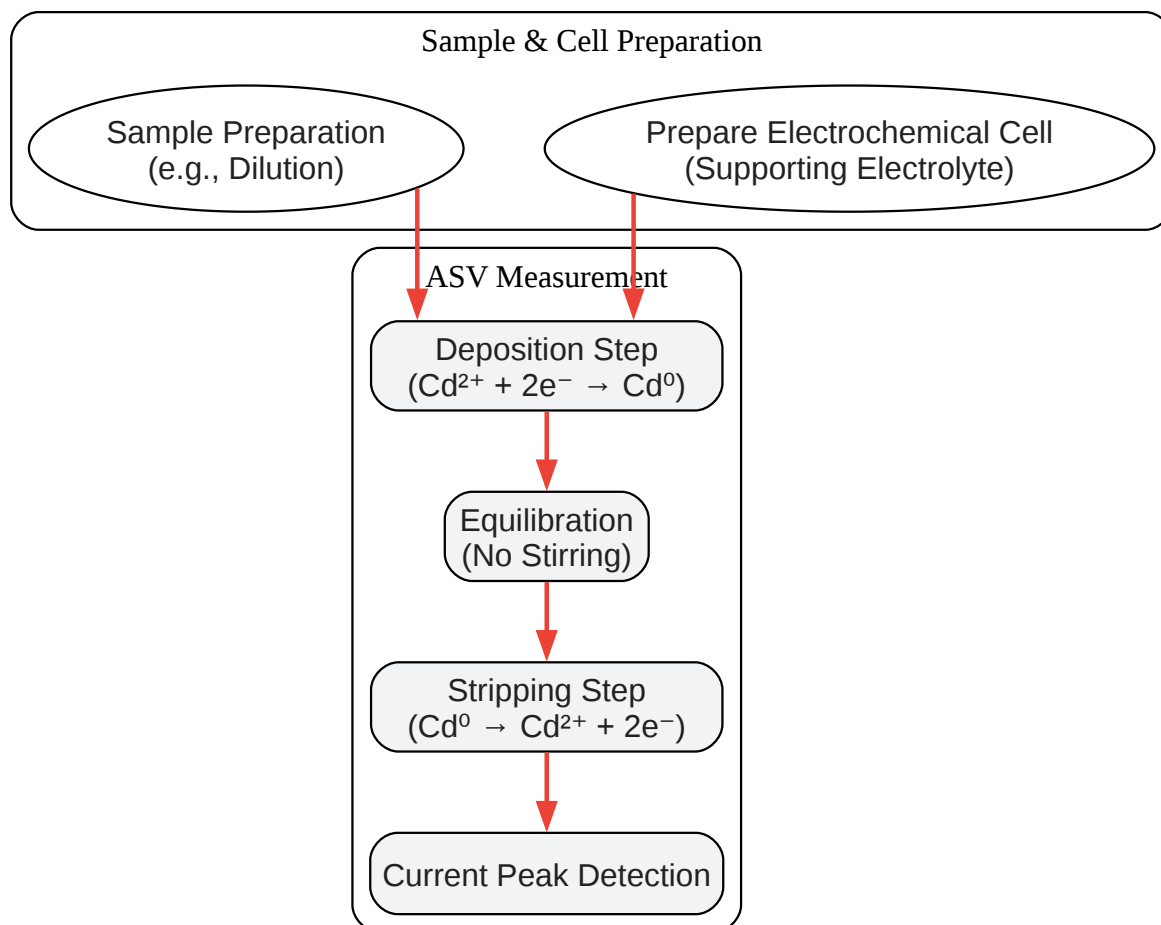 Sample & Cell Preparation
Sample Preparation
(e.g., Dilution)
Prepare Electrochemical Cell
(Supporting Electrolyte)
ASV Measurement
Deposition Step
(Cd²⁺ + 2e⁻ → Cd⁰)
Equilibration
(No Stirring)
Stripping Step
(Cd⁰ → Cd²⁺ + 2e⁻)
Current Peak Detection